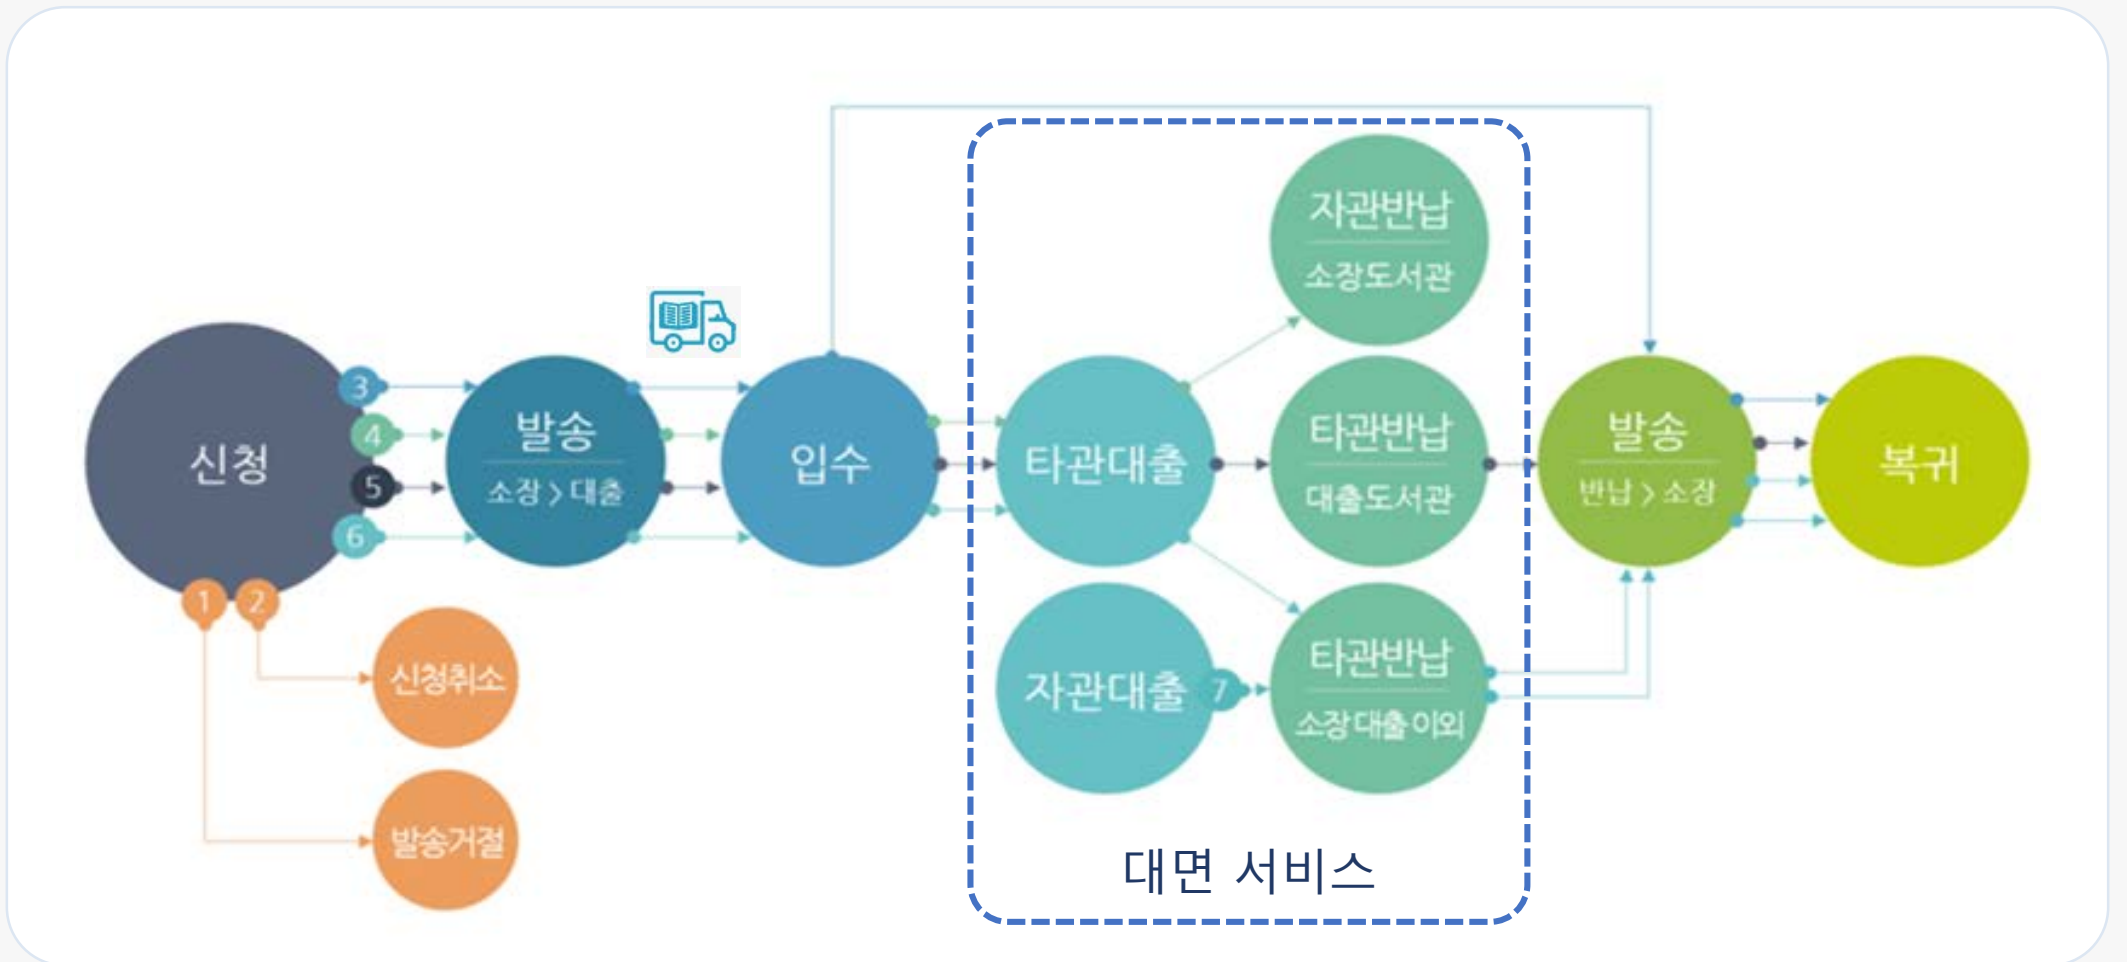 신청
1
2
3
4
5
6
신청취소
발송거절
발송
소장 > 대출
입수
타관대출
자관대출
7
자관반납
소장도서관
타관반납
대출도서관
타관반납
소장 대출 이외
대면 서비스
발송
반납 > 소장
복귀